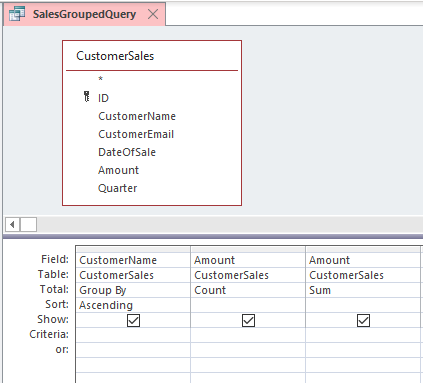 SalesGroupedQuery
CustomerSales
*
ID
CustomerName
CustomerEmail
DateOfSale
Amount
Quarter
Field: CustomerName Amount Amount
Table: CustomerSales CustomerSales CustomerSales
Total: Group By Count Sum
Sort: Ascending
Show:
Criteria:
or: